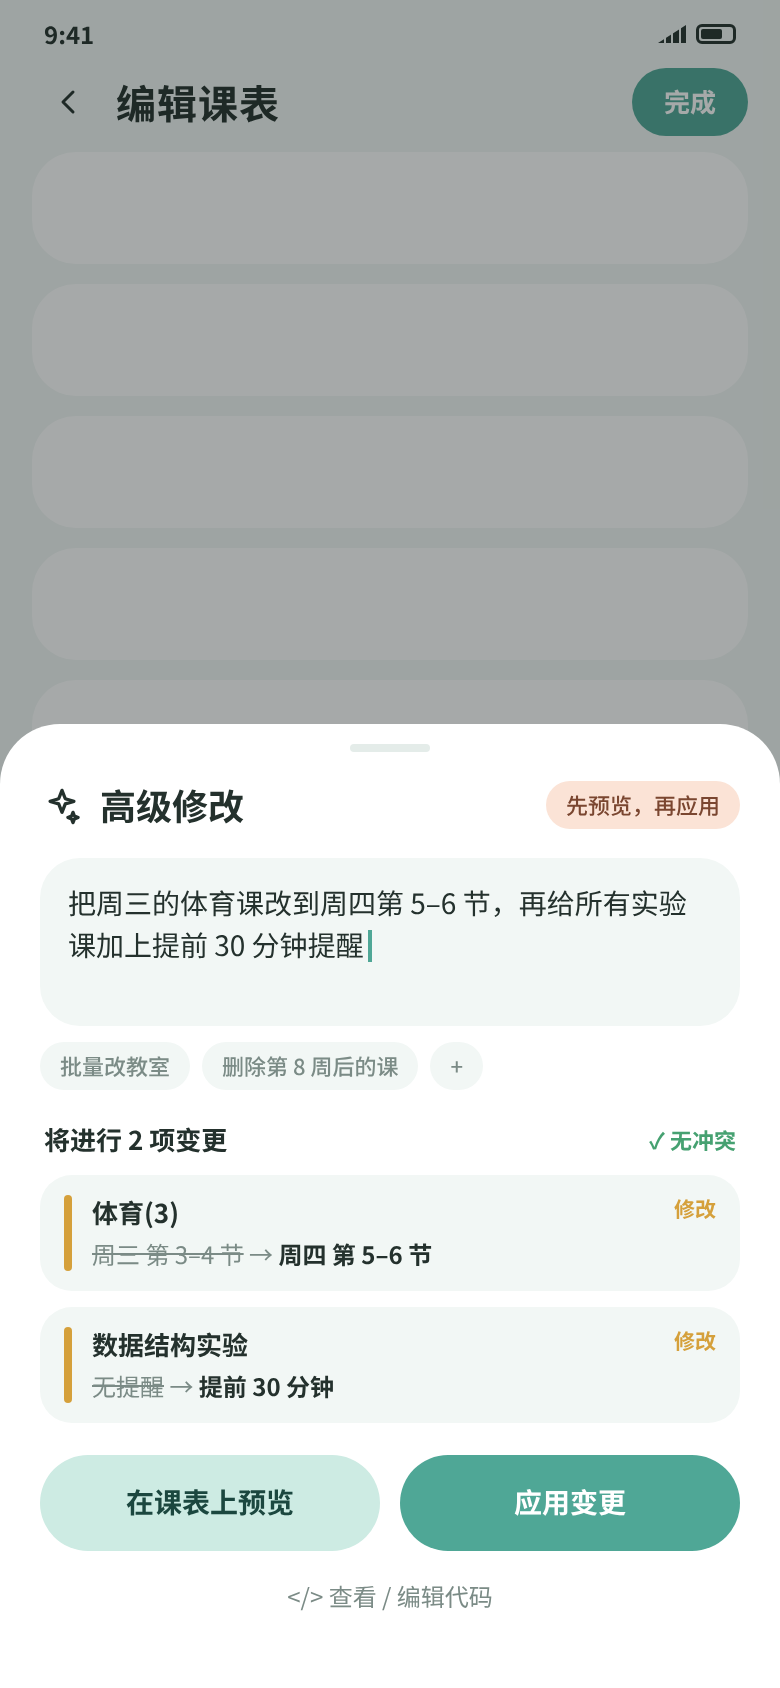 9:41
编辑课表
完成
高级修改
先预览，再应用
把周三的体育课改到周四第 5–6 节，再给所有实验
课加上提前 30 分钟提醒
批量改教室
删除第 8 周后的课
+
将进行 2 项变更
✓ 无冲突
体育(3)
修改
周三 第 3–4 节 → 周四 第 5–6 节
数据结构实验
修改
无提醒 → 提前 30 分钟
在课表上预览
应用变更
</> 查看 / 编辑代码